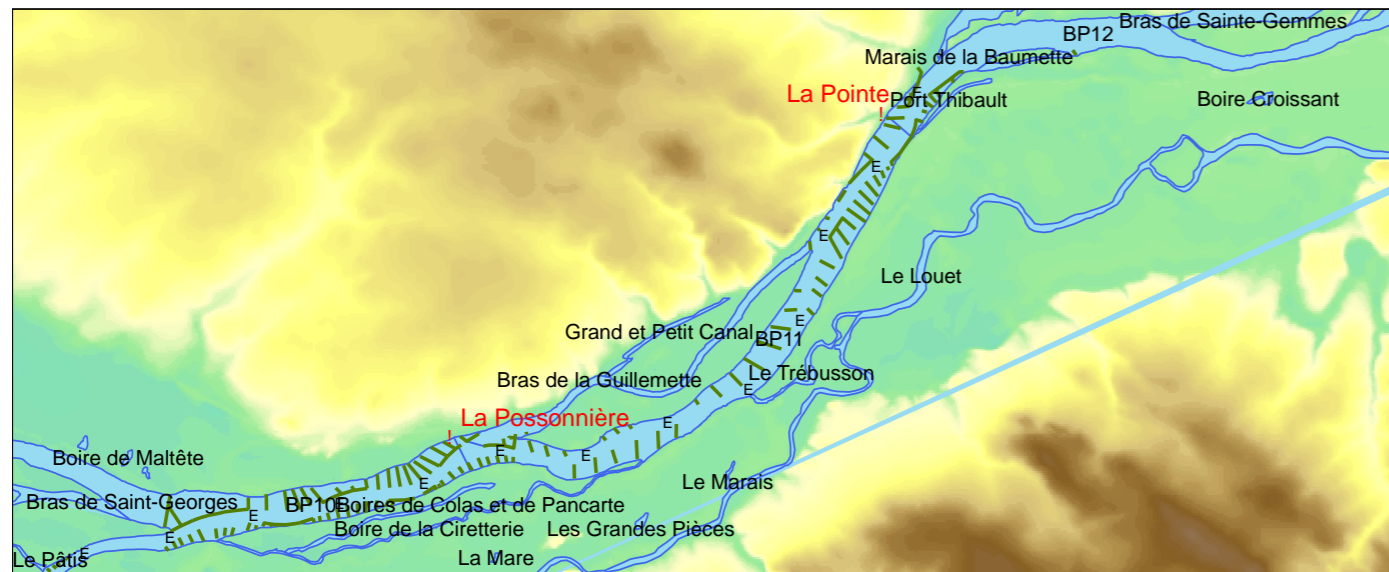 Bras de Sainte-Gemmes
BP12
Marais de la Baumette
E
La Pointe
Port Thibault
Boire Croissant
!
E
E
Le Louet
E
Grand et Petit Canal
BP11
Bras de la Guillemette
Le Trébusson
E
La Possonnière
!
E
E
E
Boire de Maltête
E
Le Marais
Bras de Saint-Georges
BP10
Boires de Colas et de Pancarte
E
Boire de la Ciretterie
Les Grandes Pièces
E
E
Le Pâtis
La Mare